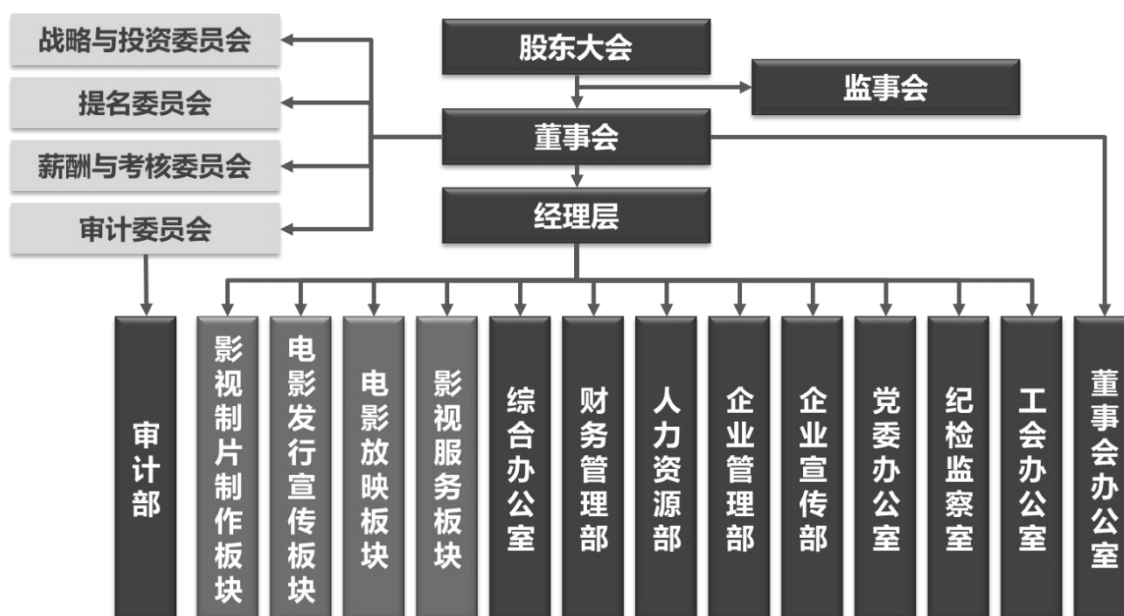 战略与投资委员会
股东大会
提名委员会
监事会
董事会
薪酬与考核委员会
经理层
审计委员会
审计部
影视制片制作板块
电影发行宣传板块
电影放映板块
影视服务板块
综合办公室
财务管理部
人力资源部
企业管理部
企业宣传部
党委办公室
纪检监察室
工会办公室
董事会办公室